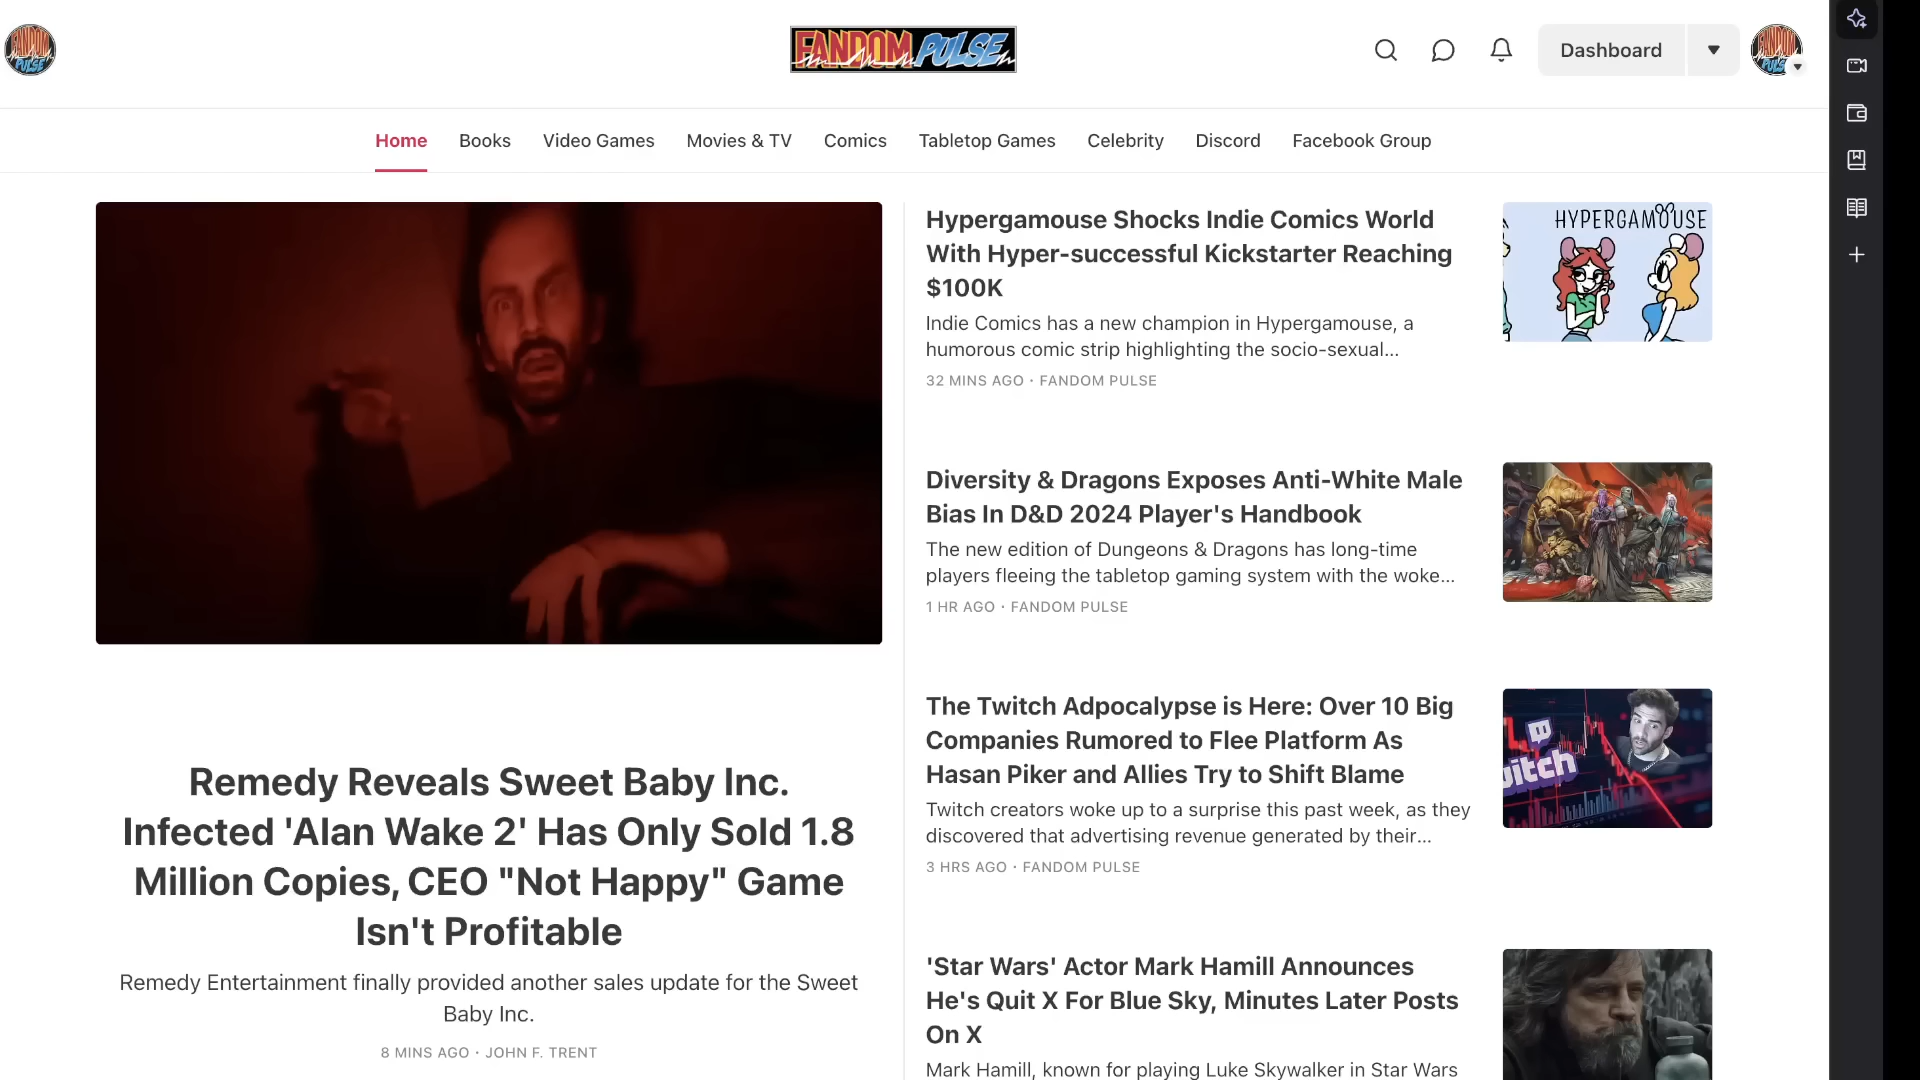 FANDOM PULSE
FANDOM PULSE
Dashboard
FANDOM PULSE
Home
Books
Video Games
Movies & TV
Comics
Tabletop Games
Celebrity
Discord
Facebook Group
Remedy Reveals Sweet Baby Inc.
Infected 'Alan Wake 2' Has Only Sold 1.8
Million Copies, CEO "Not Happy" Game
Isn't Profitable
Remedy Entertainment finally provided another sales update for the Sweet
Baby Inc.
8 MINS AGO · JOHN F. TRENT
Hypergamouse Shocks Indie Comics World
With Hyper-successful Kickstarter Reaching
$100K
Indie Comics has a new champion in Hypergamouse, a
humorous comic strip highlighting the socio-sexual...
32 MINS AGO · FANDOM PULSE
HYPERGAMOUSE
Diversity & Dragons Exposes Anti-White Male
Bias In D&D 2024 Player's Handbook
The new edition of Dungeons & Dragons has long-time
players fleeing the tabletop gaming system with the woke...
1 HR AGO · FANDOM PULSE
The Twitch Adpocalypse is Here: Over 10 Big
Companies Rumored to Flee Platform As
Hasan Piker and Allies Try to Shift Blame
Twitch creators woke up to a surprise this past week, as they
discovered that advertising revenue generated by their...
3 HRS AGO · FANDOM PULSE
witch
'Star Wars' Actor Mark Hamill Announces
He's Quit X For Blue Sky, Minutes Later Posts
On X
Mark Hamill, known for playing Luke Skywalker in Star Wars